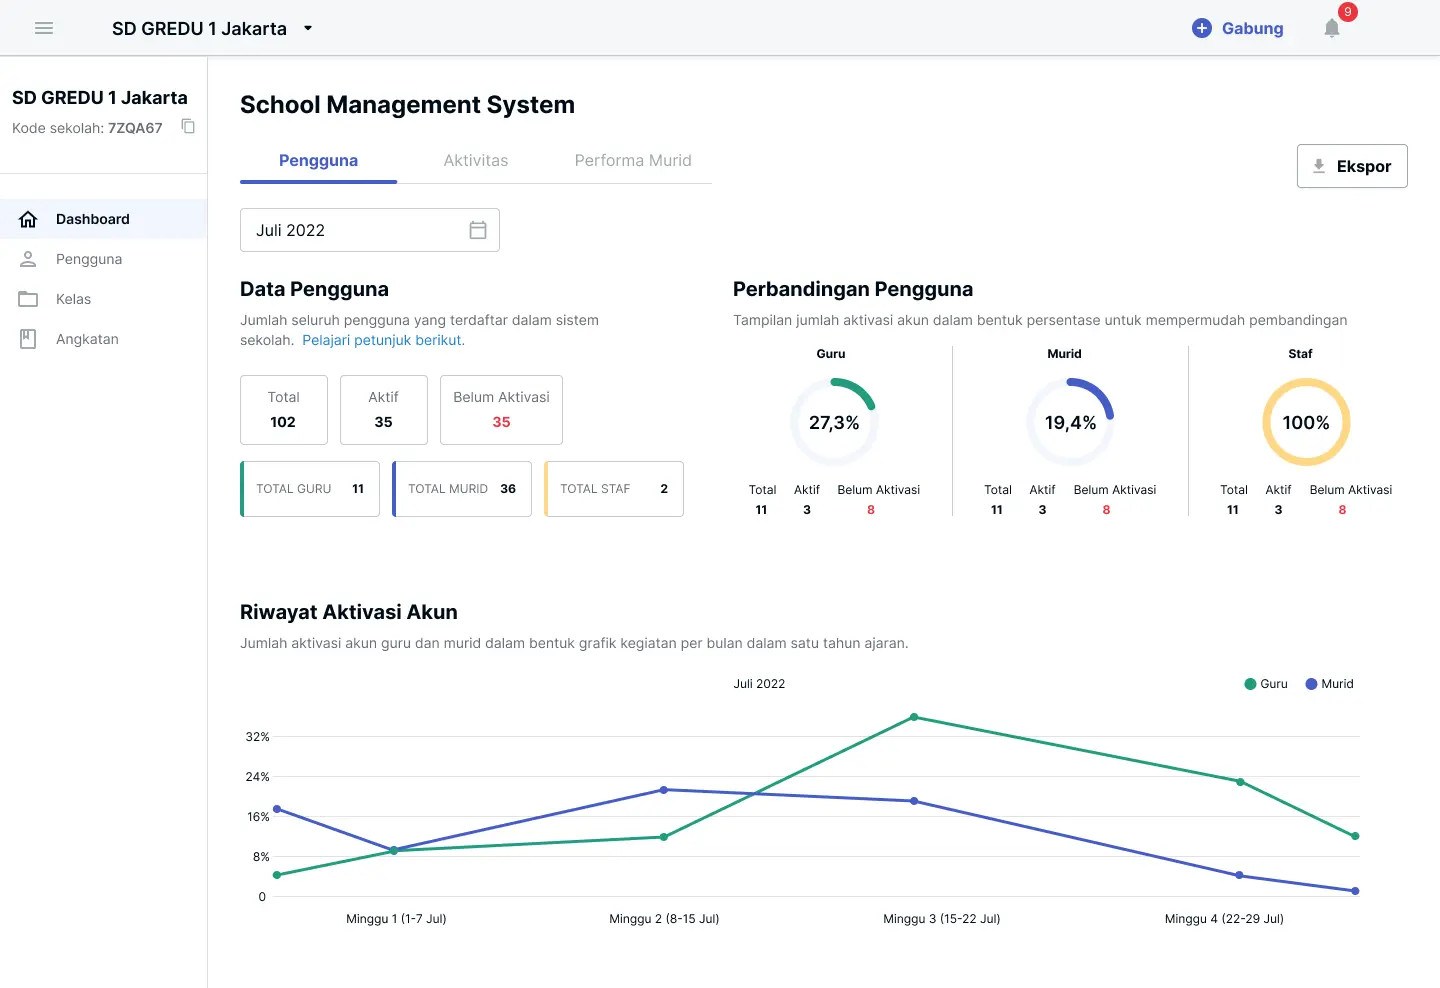 SD GREDU 1 Jakarta
Gabung
9
SD GREDU 1 Jakarta
Kode sekolah: 7ZQA67
Dashboard
Pengguna
Kelas
Angkatan
School Management System
Pengguna Aktivitas Performa Murid
Ekspor
Juli 2022
Data Pengguna
Jumlah seluruh pengguna yang terdaftar dalam sistem
sekolah. Pelajari petunjuk berikut.
Total Aktif Belum Aktivasi
102 35 35
TOTAL GURU 11 TOTAL MURID 36 TOTAL STAF 2
Perbandingan Pengguna
Tampilan jumlah aktivasi akun dalam bentuk persentase untuk mempermudah pembandingan
Guru Murid Staf
27,3% 19,4% 100%
Total Aktif Belum Aktivasi Total Aktif Belum Aktivasi Total Aktif Belum Aktivasi
11 3 8 11 3 8 11 3 8
Riwayat Aktivasi Akun
Jumlah aktivasi akun guru dan murid dalam bentuk grafik kegiatan per bulan dalam satu tahun ajaran.
Juli 2022 Guru Murid
32%
24%
16%
8%
0
Minggu 1 (1-7 Jul) Minggu 2 (8-15 Jul) Minggu 3 (15-22 Jul) Minggu 4 (22-29 Jul)